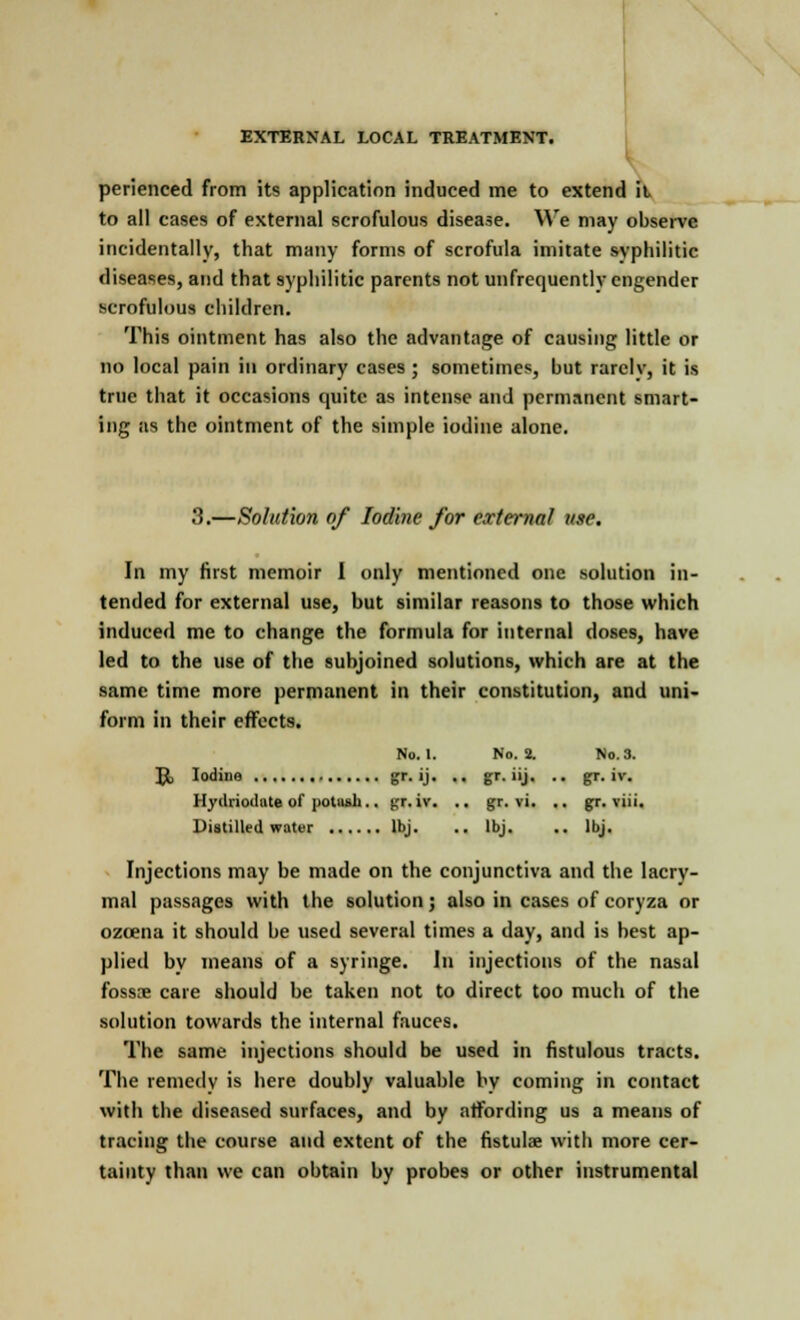 EXTERNAL LOCAL TREATMENT.
perienced from its application induced me to extend it
to all cases of external scrofulous disease. We may observe
incidentally, that many forms of scrofula imitate syphilitic
diseases, and that syphilitic parents not unfrequently engender
scrofulous children.
This ointment has also the advantage of causing little or
no local pain in ordinary cases ; sometimes, but rarely, it is
true that it occasions quite as intense and permanent smart-
ing as the ointment of the simple iodine alone.
3.—Solution of Iodine for external use.
In my first memoir I only mentioned one solution in-
tended for external use, but similar reasons to those which
induced me to change the formula for internal doses, have
led to the use of the subjoined solutions, which are at the
same time more permanent in their constitution, and uni-
form in their effects.
No. 1. No. 2. No. 3.
℞ Iodine .............. gr. ij. .. gr. iij. .. gr. iv.
Hydriodate of potash.. gr. iv. .. gr. vi. .. gr. viii.
Distilled water ...... lbj. .. lbj. .. lbj.
Injections may be made on the conjunctiva and the lacry-
mal passages with the solution ; also in cases of coryza or
ozœna it should be used several times a day, and is best ap-
plied by means of a syringe. In injections of the nasal
fossæ care should be taken not to direct too much of the
solution towards the internal fauces.
The same injections should be used in fistulous tracts.
The remedy is here doubly valuable by coming in contact
with the diseased surfaces, and by affording us a means of
tracing the course and extent of the fistulæ with more cer-
tainty than we can obtain by probes or other instrumental